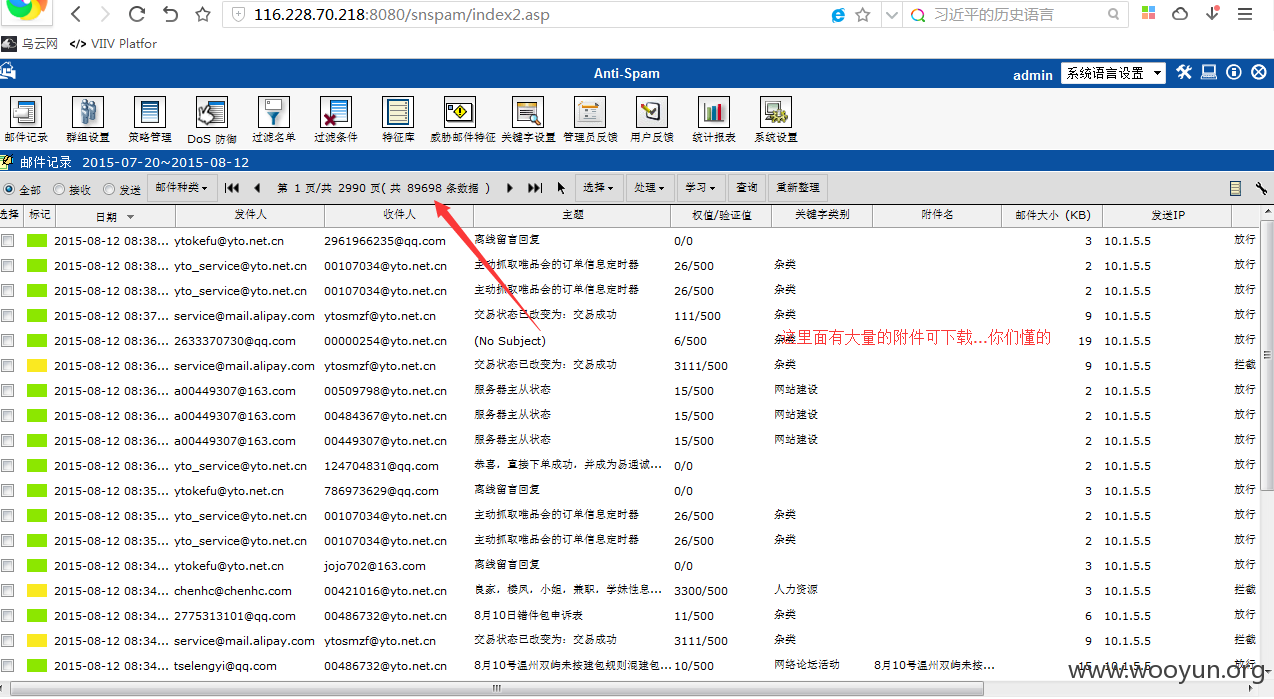 116.228.70.218:8080/snspam/index2.asp 习近平的历史语言
乌云网 </> VIIV Platfor
Anti-Spam
admin 系统语言设置
邮件记录 群组设置 策略管理 DoS 防御 过滤名单 过滤条件 特征库 威胁邮件特征 关键字设置 管理员反馈 用户反馈 统计报表 系统设置
邮件记录 2015-07-20~2015-08-12
全部 接收 发送 邮件种类 第 1 页/共 2990 页( 共 89698 条数据 ) 选择 处理 学习 查询 重新整理
选择 标记 日期 发件人 收件人 主题 权值/验证值 关键字类别 附件名 邮件大小 (KB) 发送IP
2015-08-12 08:38... ytokefu@yto.net.cn 2961966235@qq.com 离线留言回复 0/0 3 10.1.5.5 放行
2015-08-12 08:38... yto_service@yto.net.cn 00107034@yto.net.cn 主动抓取唯品会的订单信息定时器 26/500 杂类 2 10.1.5.5 放行
2015-08-12 08:38... yto_service@yto.net.cn 00107034@yto.net.cn 主动抓取唯品会的订单信息定时器 26/500 杂类 2 10.1.5.5 放行
2015-08-12 08:37... service@mail.alipay.com ytosmzf@yto.net.cn 交易状态已改变为：交易成功 111/500 杂类 9 10.1.5.5 放行
这里面有大量的附件可下载...你们懂的
2015-08-12 08:36... 2633370730@qq.com 00000254@yto.net.cn (No Subject) 6/500 杂类 19 10.1.5.5 放行
2015-08-12 08:36... service@mail.alipay.com ytosmzf@yto.net.cn 交易状态已改变为：交易成功 3111/500 杂类 9 10.1.5.5 拦截
2015-08-12 08:36... a00449307@163.com 00509798@yto.net.cn 服务器主从状态 15/500 网站建设 2 10.1.5.5 放行
2015-08-12 08:36... a00449307@163.com 00484367@yto.net.cn 服务器主从状态 15/500 网站建设 2 10.1.5.5 放行
2015-08-12 08:36... a00449307@163.com 00449307@yto.net.cn 服务器主从状态 15/500 网站建设 2 10.1.5.5 放行
2015-08-12 08:36... yto_service@yto.net.cn 124704831@qq.com 恭喜，直接下单成功，并成为易通诚... 0/0 2 10.1.5.5 放行
2015-08-12 08:35... ytokefu@yto.net.cn 786973629@qq.com 离线留言回复 0/0 3 10.1.5.5 放行
2015-08-12 08:35... yto_service@yto.net.cn 00107034@yto.net.cn 主动抓取唯品会的订单信息定时器 26/500 杂类 2 10.1.5.5 放行
2015-08-12 08:35... yto_service@yto.net.cn 00107034@yto.net.cn 主动抓取唯品会的订单信息定时器 26/500 杂类 2 10.1.5.5 放行
2015-08-12 08:34... ytokefu@yto.net.cn jojo702@163.com 离线留言回复 0/0 3 10.1.5.5 放行
2015-08-12 08:34... chenhc@chenhc.com 00421016@yto.net.cn 良家，楼凤，小姐，兼职，学妹性息... 3300/500 人力资源 3 10.1.5.5 拦截
2015-08-12 08:34... 2775313101@qq.com 00486732@yto.net.cn 8月10日错件包申诉表 11/500 杂类 6 10.1.5.5 放行
2015-08-12 08:34... service@mail.alipay.com ytosmzf@yto.net.cn 交易状态已改变为：交易成功 3111/500 杂类 9 10.1.5.5 拦截
2015-08-12 08:34... tselengyi@qq.com 00486732@yto.net.cn 8月10号温州双屿未按建包规则混建包... 10/500 网络论坛活动 8月10号温州双屿未按... 15 10.1.5.5 放行
www.wooyun.org